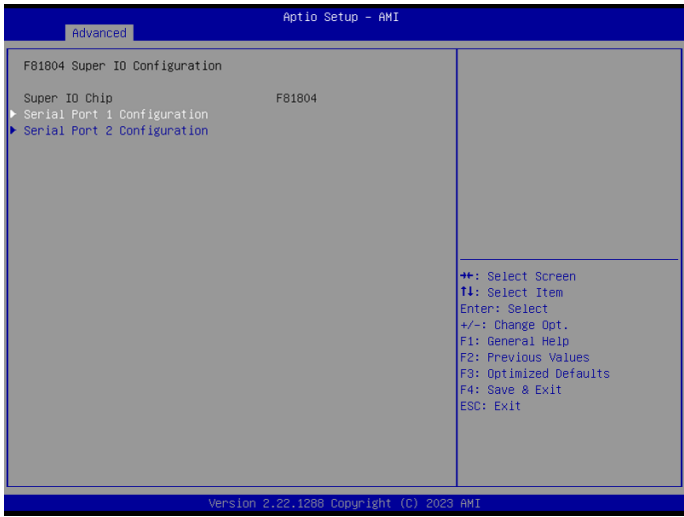 Aptio Setup – AMI
Advanced
F81804 Super IO Configuration
Super IO Chip F81804
Serial Port 1 Configuration
Serial Port 2 Configuration
→←: Select Screen
↑↓: Select Item
Enter: Select
+/-: Change Opt.
F1: General Help
F2: Previous Values
F3: Optimized Defaults
F4: Save & Exit
ESC: Exit
Version 2.22.1288 Copyright (C) 2023 AMI